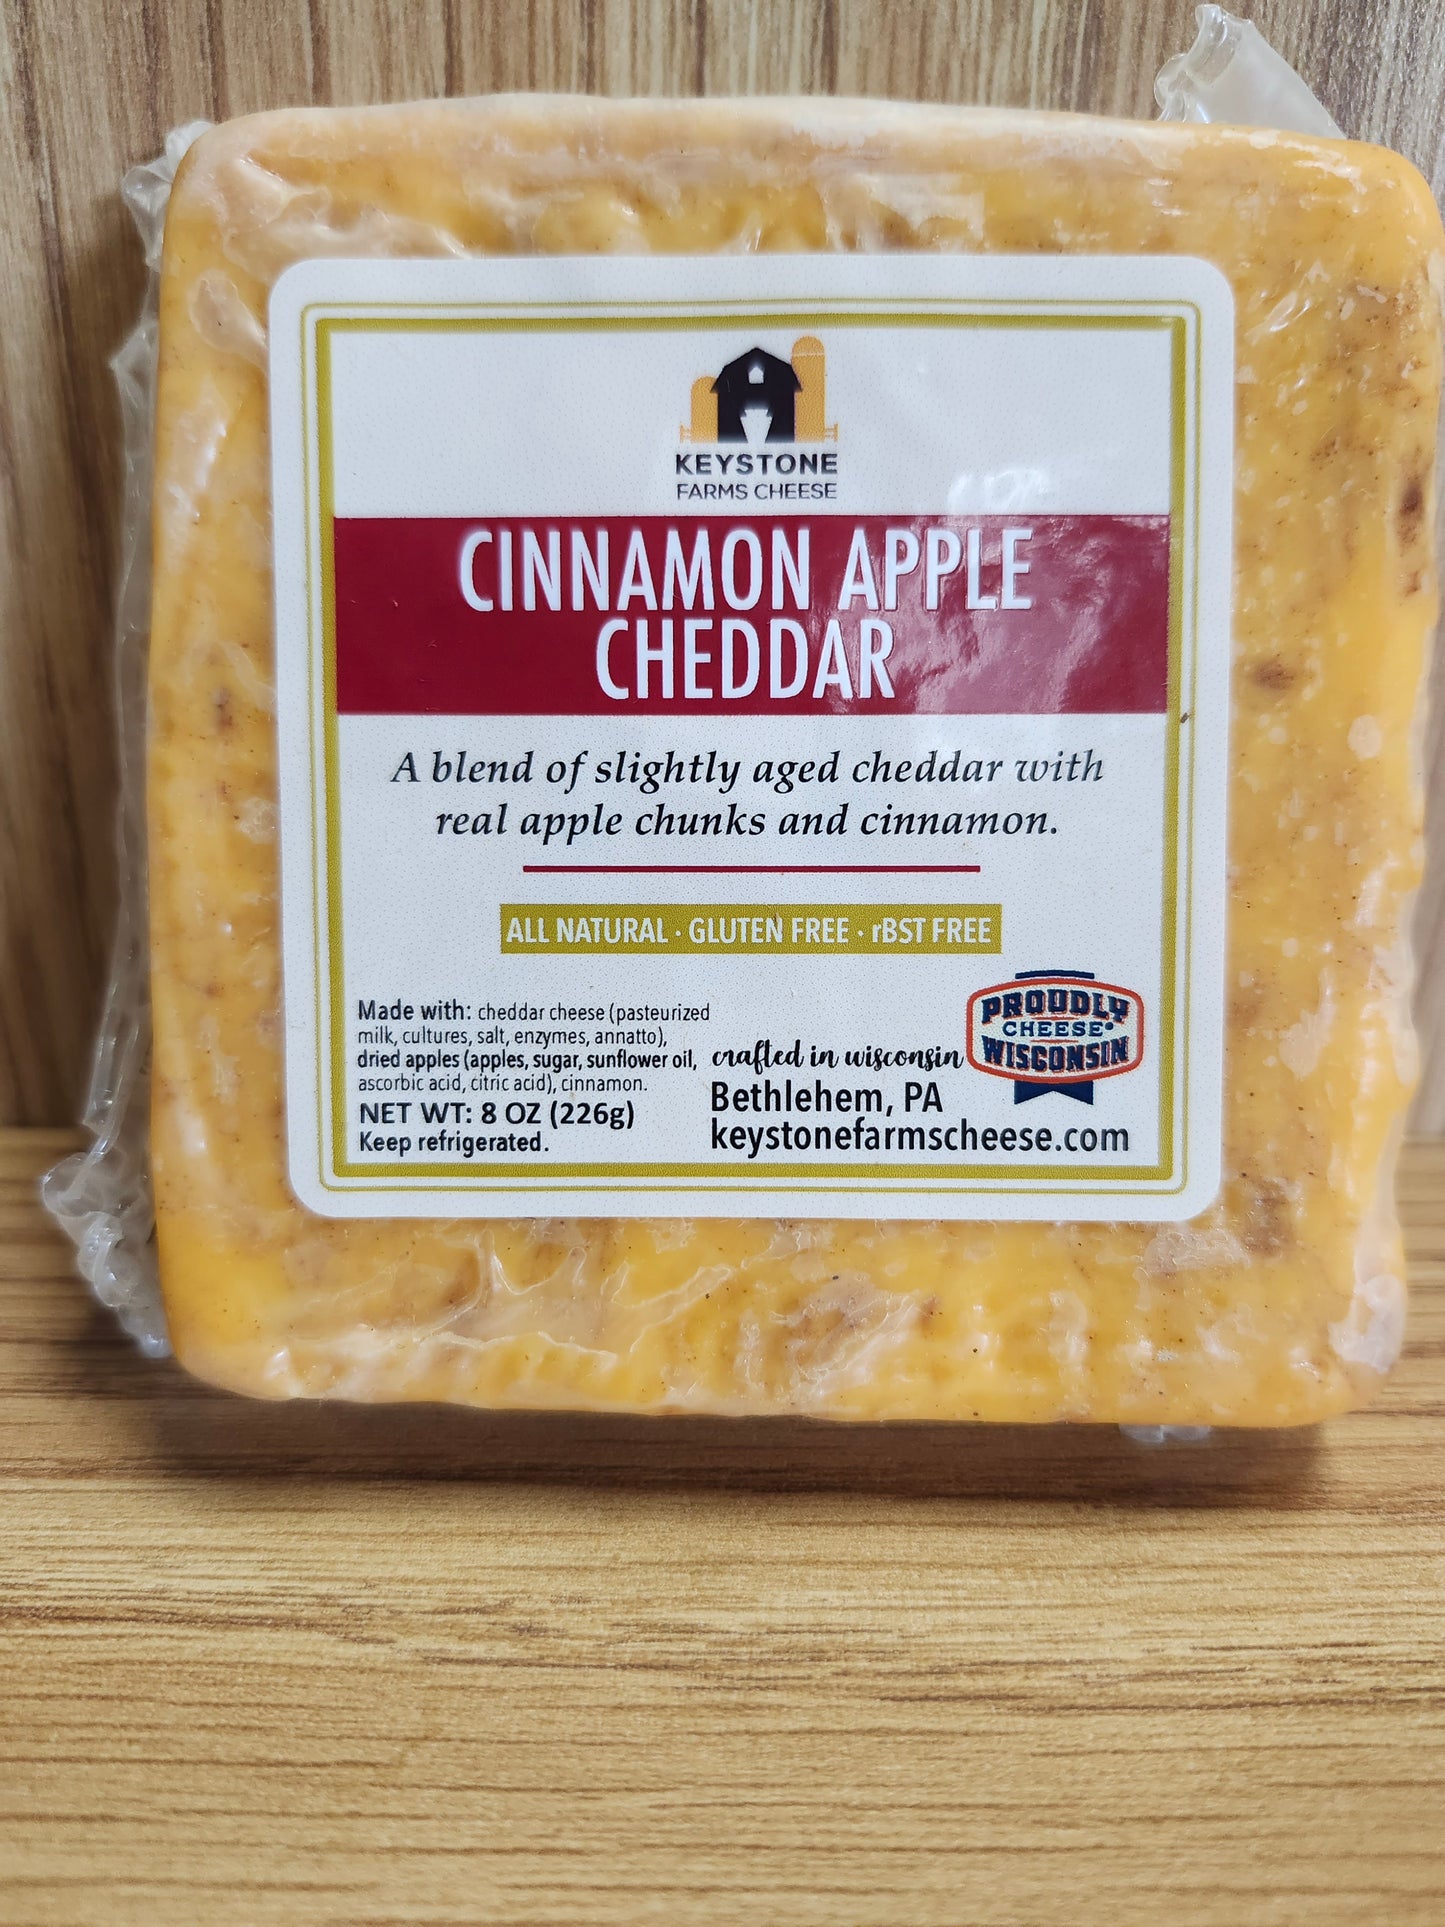 KEYSTONE
FARMS CHEESE
CINNAMON APPLE
CHEDDAR
A blend of slightly aged cheddar with
real apple chunks and cinnamon.
ALL NATURAL · GLUTEN FREE · rBST FREE
Made with: cheddar cheese (pasteurized
milk, cultures, salt, enzymes, annatto),
dried apples (apples, sugar, sunflower oil,
ascorbic acid, citric acid), cinnamon.
NET WT: 8 OZ (226g)
Keep refrigerated.
crafted in wisconsin
Bethlehem, PA
keystonefarmscheese.com
PROUDLY
WISCONSIN
CHEESE®